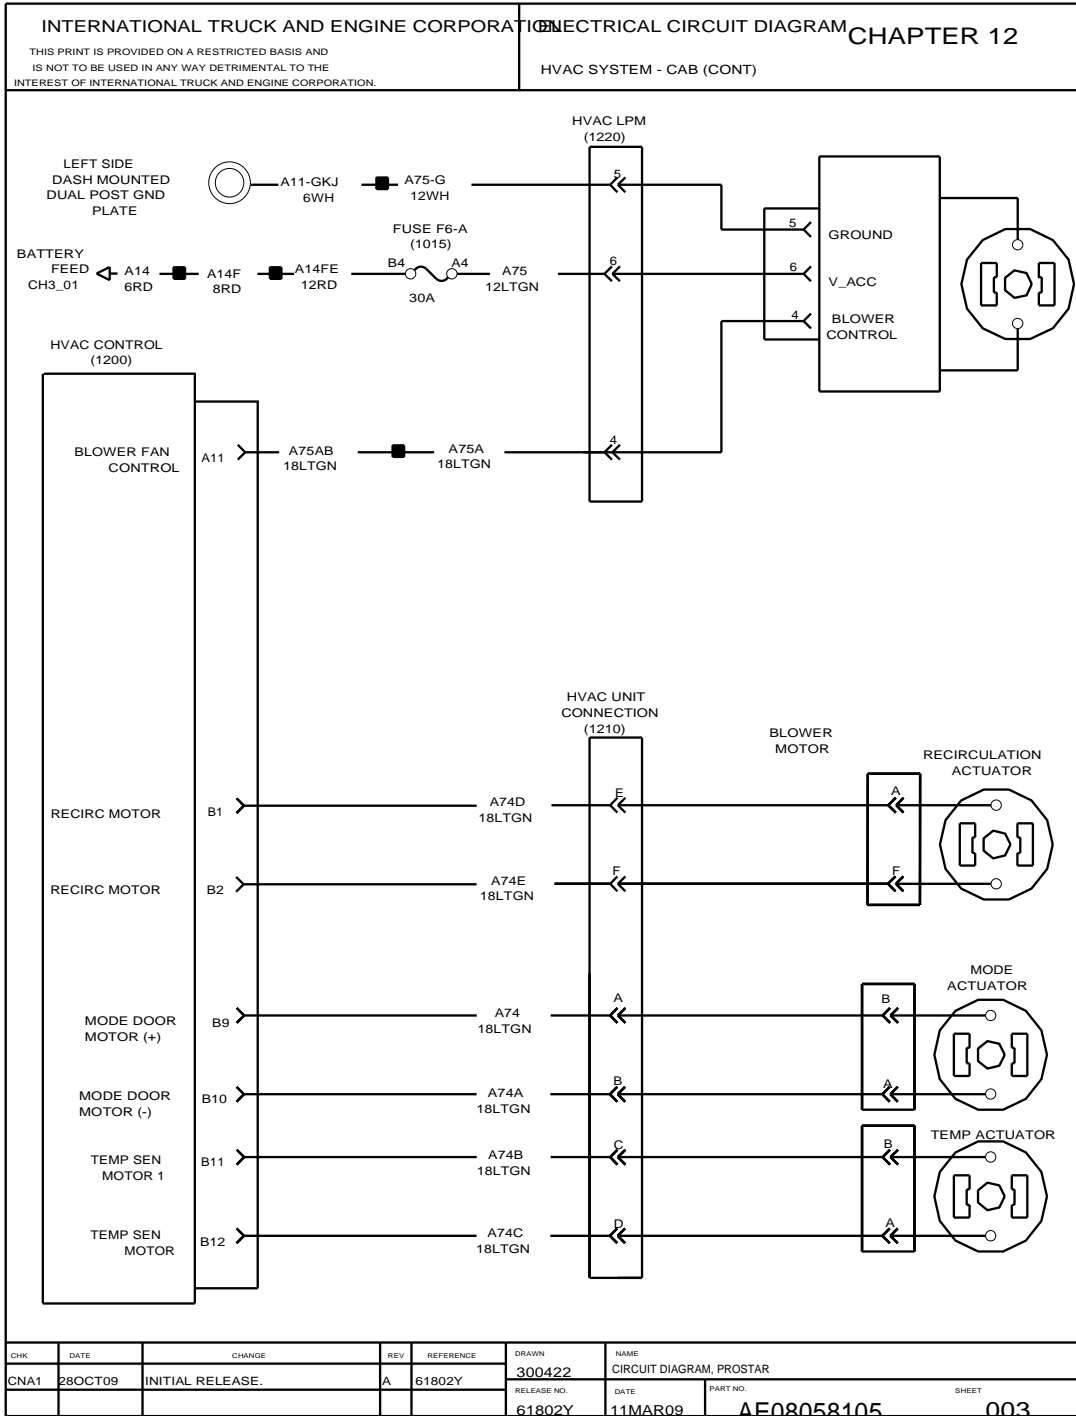 INTERNATIONAL TRUCK AND ENGINE CORPORATION
ELECTRICAL CIRCUIT DIAGRAM
CHAPTER 12
THIS PRINT IS PROVIDED ON A RESTRICTED BASIS AND
IS NOT TO BE USED IN ANY WAY DETRIMENTAL TO THE
INTEREST OF INTERNATIONAL TRUCK AND ENGINE CORPORATION.
HVAC SYSTEM - CAB (CONT)
HVAC LPM
(1220)
LEFT SIDE
DASH MOUNTED
DUAL POST GND
PLATE
A11-GKJ
6WH
A75-G
12WH
5
5
GROUND
BATTERY
FEED
CH3_01
A14
6RD
A14F
8RD
A14FE
12RD
FUSE F6-A
(1015)
B4
A4
30A
A75
12LTGN
6
6
V_ACC
4
BLOWER
CONTROL
HVAC CONTROL
(1200)
BLOWER FAN
CONTROL
A11
A75AB
18LTGN
A75A
18LTGN
4
HVAC UNIT
CONNECTION
(1210)
BLOWER
MOTOR
RECIRCULATION
ACTUATOR
RECIRC MOTOR
B1
A74D
18LTGN
E
A
RECIRC MOTOR
B2
A74E
18LTGN
F
F
MODE
ACTUATOR
MODE DOOR
MOTOR (+)
B9
A74
18LTGN
A
B
MODE DOOR
MOTOR (-)
B10
A74A
18LTGN
B
A
TEMP ACTUATOR
TEMP SEN
MOTOR 1
B11
A74B
18LTGN
C
B
TEMP SEN
MOTOR
B12
A74C
18LTGN
D
A
CHK DATE CHANGE REV REFERENCE
CNA1 28OCT09 INITIAL RELEASE. A 61802Y
DRAWN
300422
NAME
CIRCUIT DIAGRAM, PROSTAR
RELEASE NO.
61802Y
DATE
11MAR09
PART NO.
AE08058105
SHEET
003